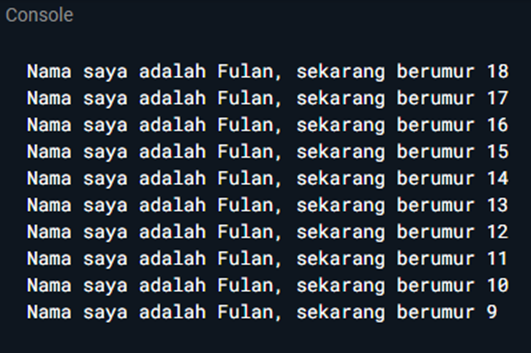 Console
Nama saya adalah Fulan, sekarang berumur 18
Nama saya adalah Fulan, sekarang berumur 17
Nama saya adalah Fulan, sekarang berumur 16
Nama saya adalah Fulan, sekarang berumur 15
Nama saya adalah Fulan, sekarang berumur 14
Nama saya adalah Fulan, sekarang berumur 13
Nama saya adalah Fulan, sekarang berumur 12
Nama saya adalah Fulan, sekarang berumur 11
Nama saya adalah Fulan, sekarang berumur 10
Nama saya adalah Fulan, sekarang berumur 9